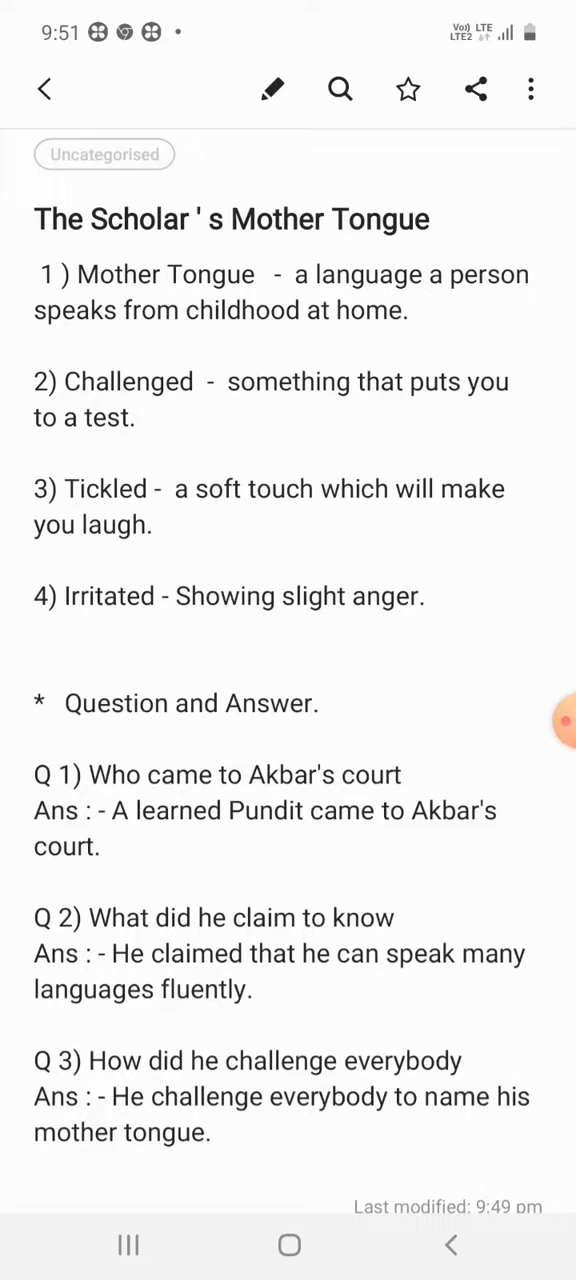 9:51
Vo) LTE
LTE2
Uncategorised
The Scholar ' s Mother Tongue
1 ) Mother Tongue - a language a person
speaks from childhood at home.
2) Challenged - something that puts you
to a test.
3) Tickled - a soft touch which will make
you laugh.
4) Irritated - Showing slight anger.
* Question and Answer.
Q 1) Who came to Akbar's court
Ans : - A learned Pundit came to Akbar's
court.
Q 2) What did he claim to know
Ans : - He claimed that he can speak many
languages fluently.
Q 3) How did he challenge everybody
Ans : - He challenge everybody to name his
mother tongue.
Last modified: 9:49 pm